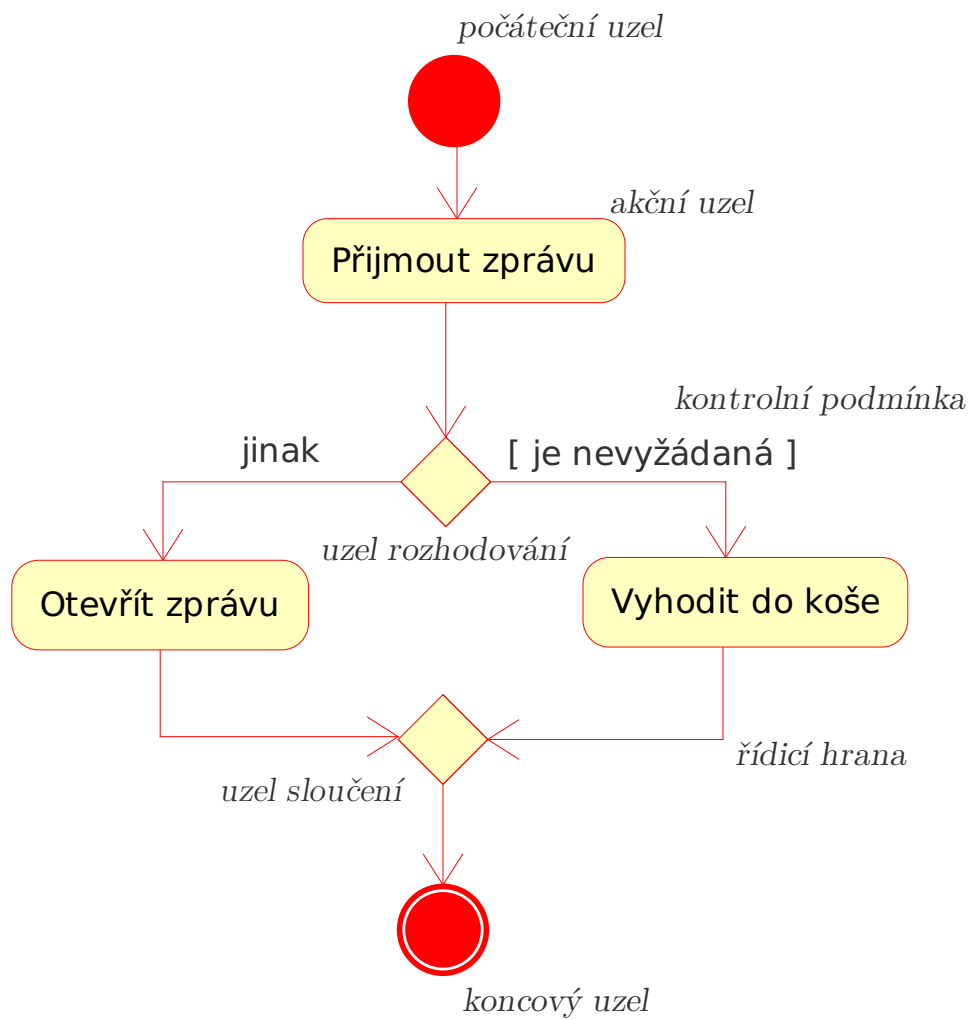 počáteční uzel
akční uzel
Přijmout zprávu
kontrolní podmínka
jinak
[ je nevyžádaná ]
uzel rozhodování
Otevřít zprávu
Vyhodit do koše
řídicí hrana
uzel sloučení
koncový uzel